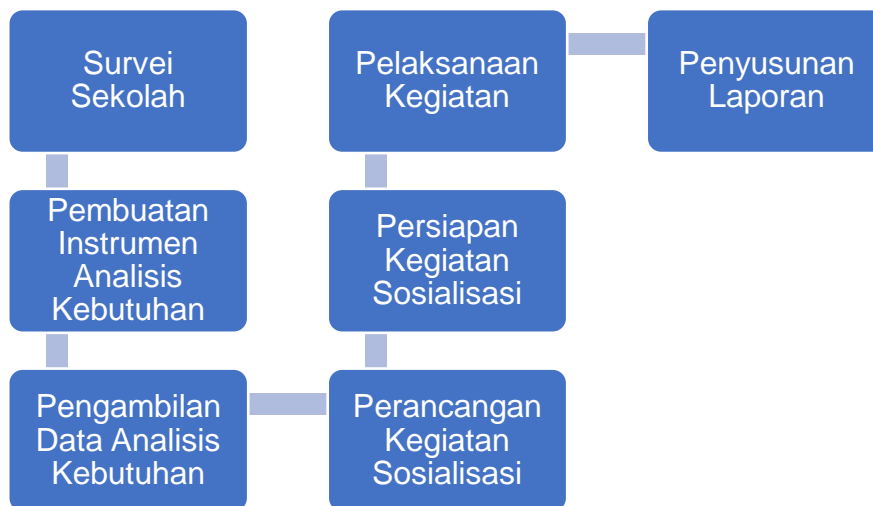 Survei
Sekolah
Pembuatan
Instrumen
Analisis
Kebutuhan
Pengambilan
Data Analisis
Kebutuhan
Perancangan
Kegiatan
Sosialisasi
Persiapan
Kegiatan
Sosialisasi
Pelaksanaan
Kegiatan
Penyusunan
Laporan